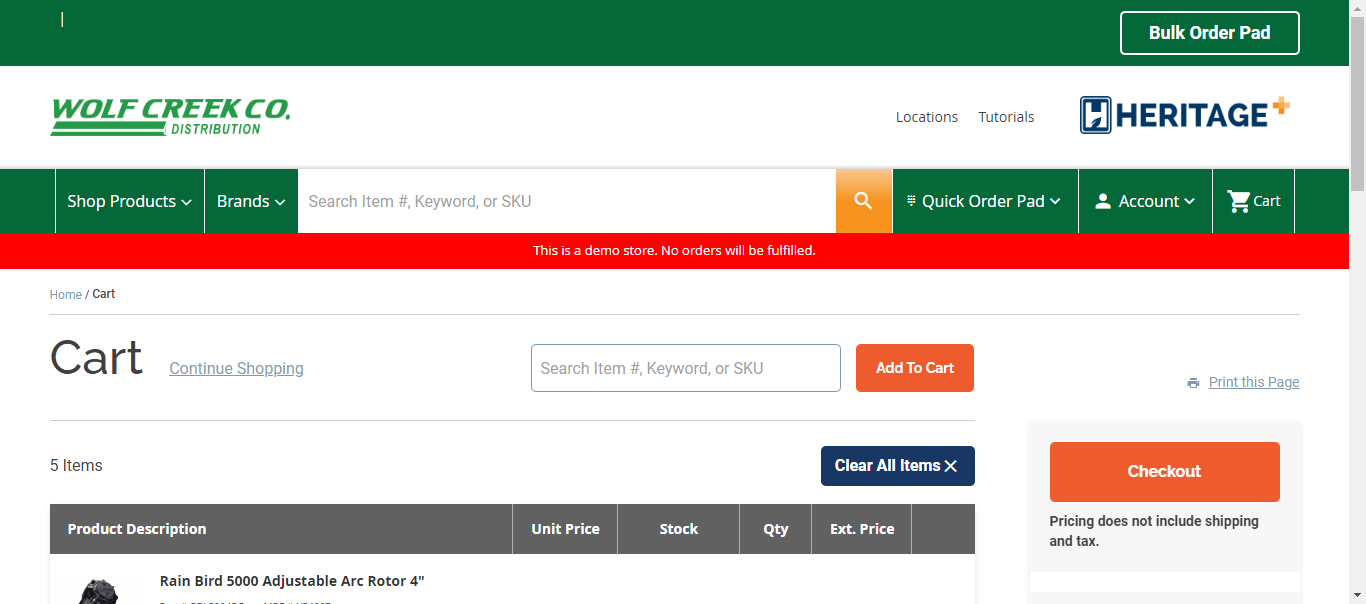 Bulk Order Pad
WOLF CREEK CO.
DISTRIBUTION
Locations Tutorials
HERITAGE+
Shop Products Brands Search Item #, Keyword, or SKU Quick Order Pad Account Cart
This is a demo store. No orders will be fulfilled.
Home / Cart
Cart Continue Shopping Search Item #, Keyword, or SKU Add To Cart
Print this Page
5 Items Clear All Items
Checkout
Pricing does not include shipping
and tax.
Product Description Unit Price Stock Qty Ext. Price
Rain Bird 5000 Adjustable Arc Rotor 4"